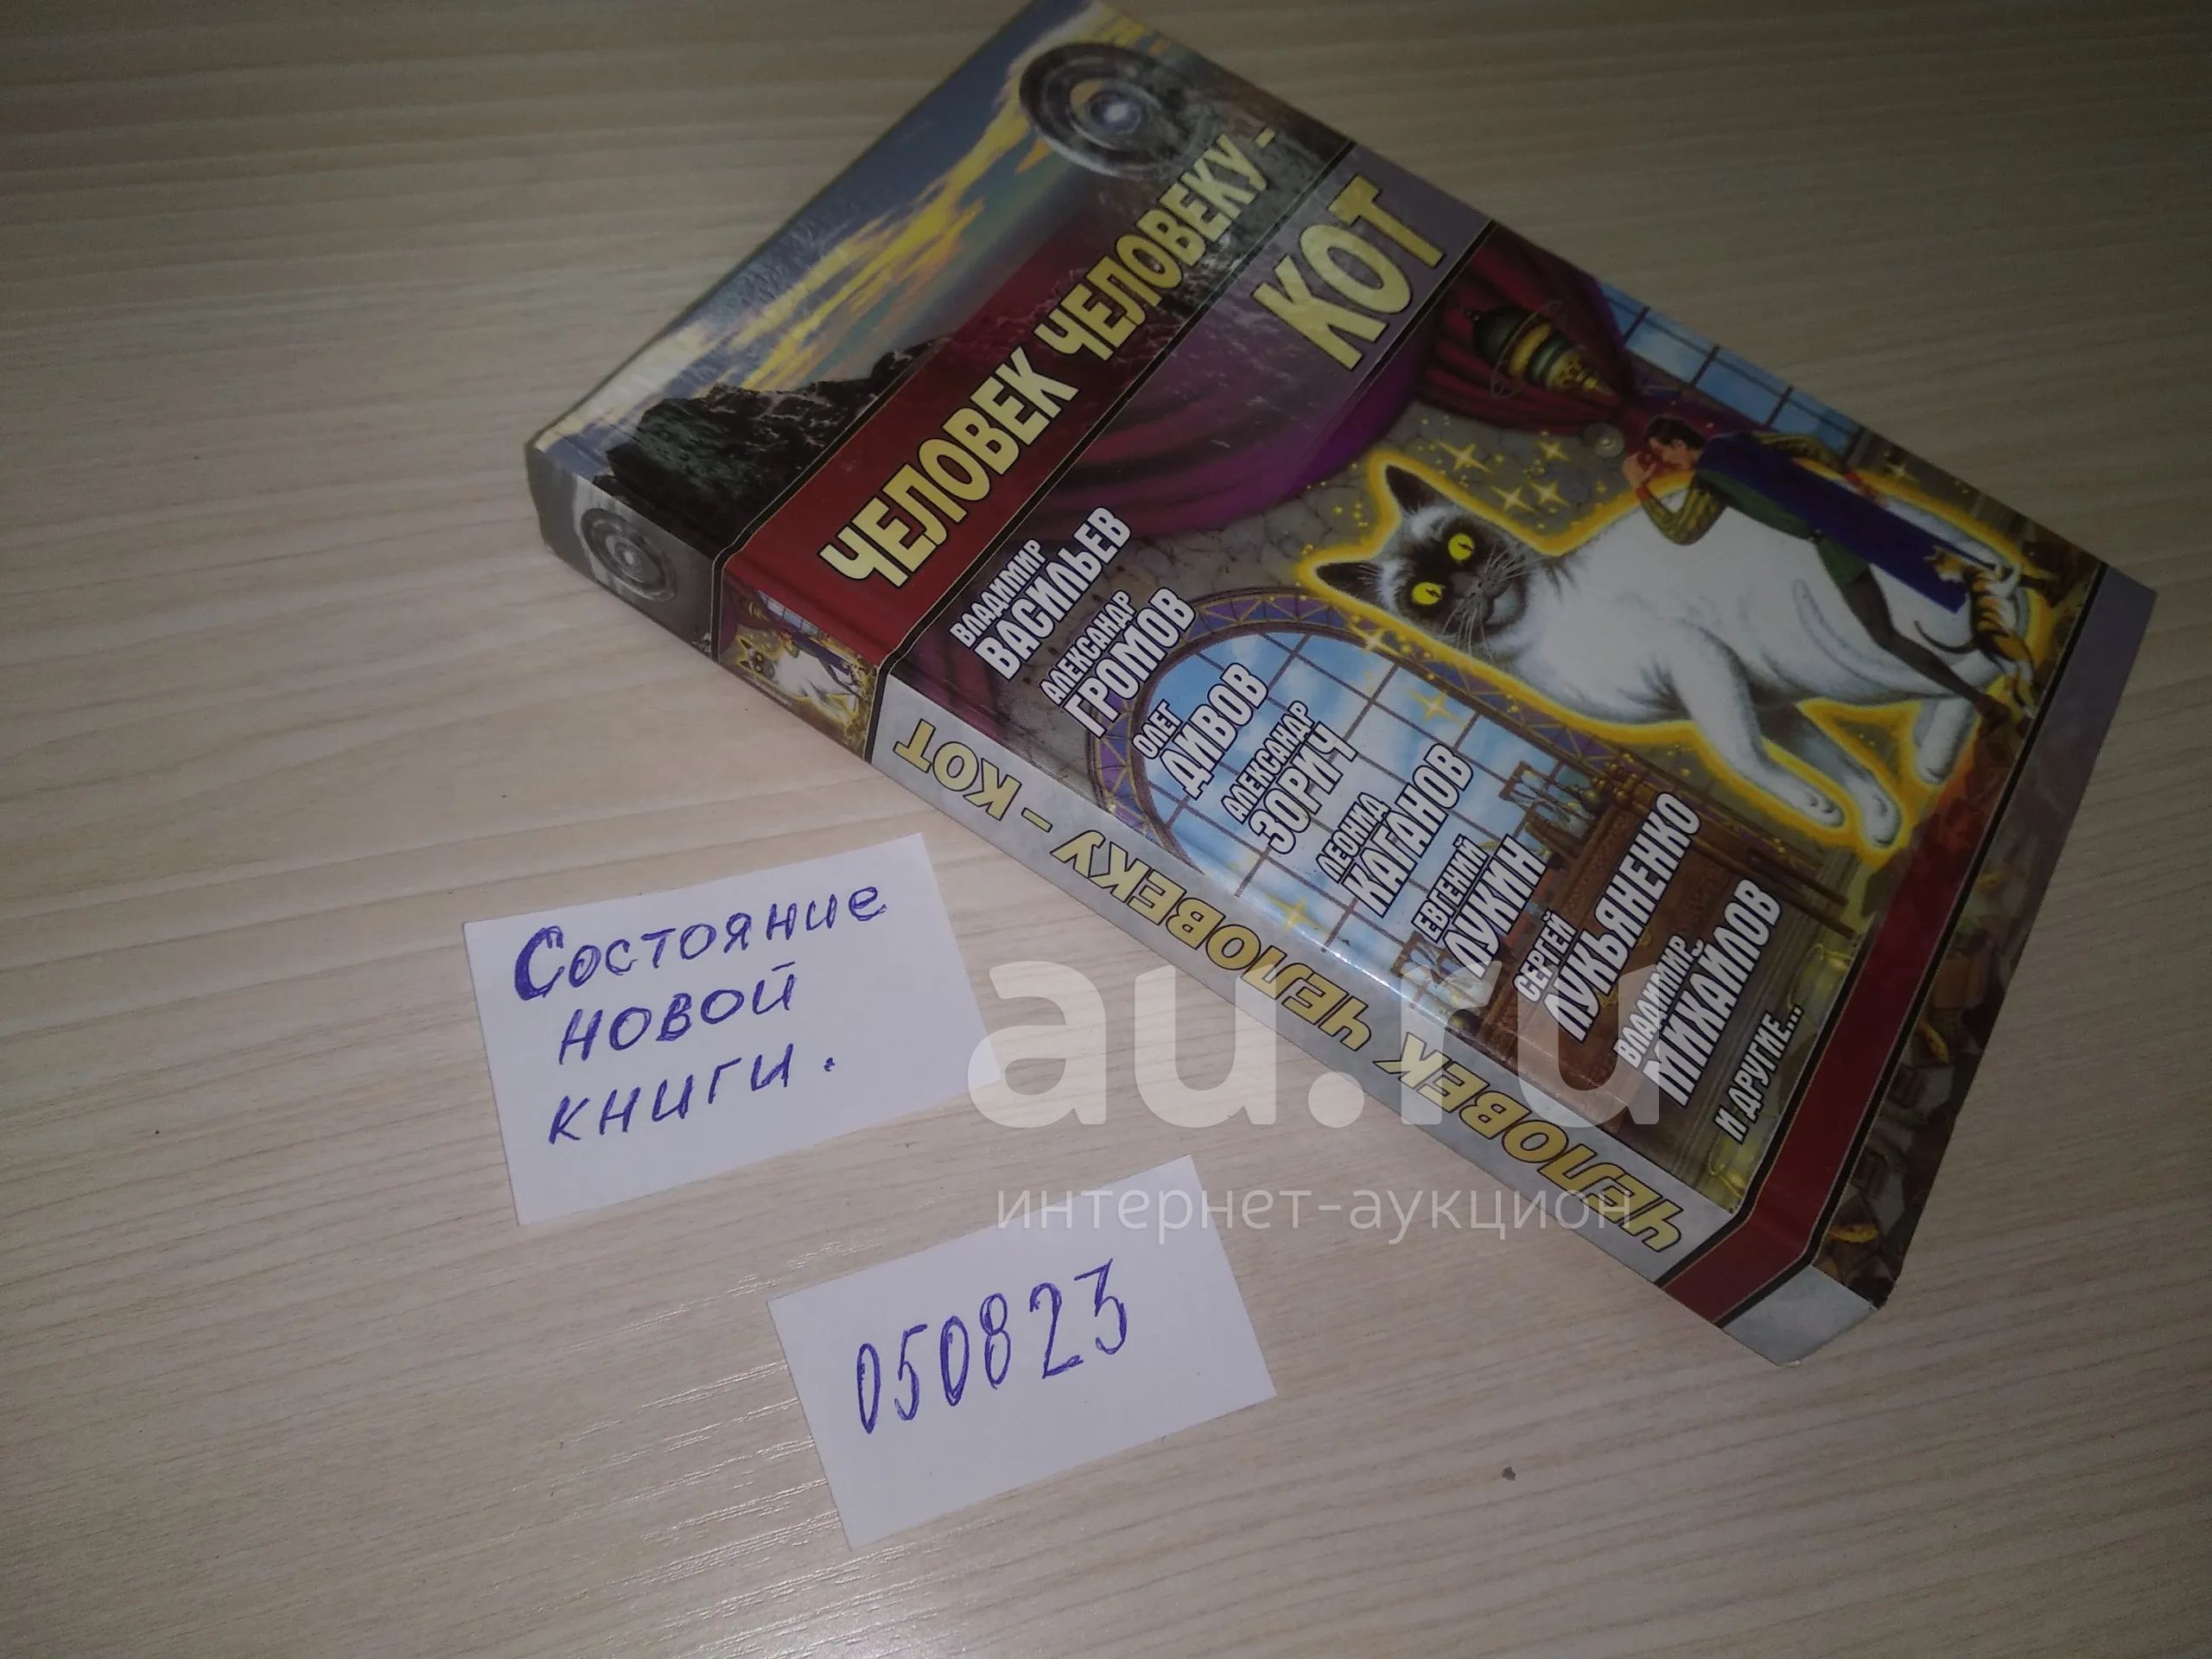 ЧЕЛОВЕК ЧЕЛОВЕКУ –
КОТ
ВЛАДИМИР
ВАСИЛЬЕВ
АЛЕКСАНДР
ГРОМОВ
ОЛЕГ
ДИВОВ
АЛЕКСАНДР
ЗОРИЧ
ЛЕОНИД
КАГАНОВ
ЕВГЕНИЙ
ЛУКИН
СЕРГЕЙ
ЛУКЬЯНЕНКО
ВЛАДИМИР
МИХАЙЛОВ
И ДРУГИЕ...
ЧЕЛОВЕК ЧЕЛОВЕКУ – КОТ
Состояние
новой
книги.
050823
au.ru
интернет-аукцион